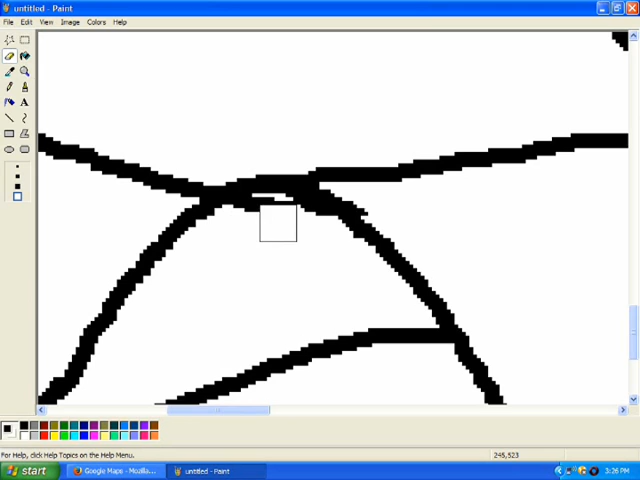 untitled - Paint
File Edit View Image Colors Help
A
For Help, click Help Topics on the Help Menu.
245,523
start
Google Maps - Mozilla...
untitled - Paint
3:26 PM